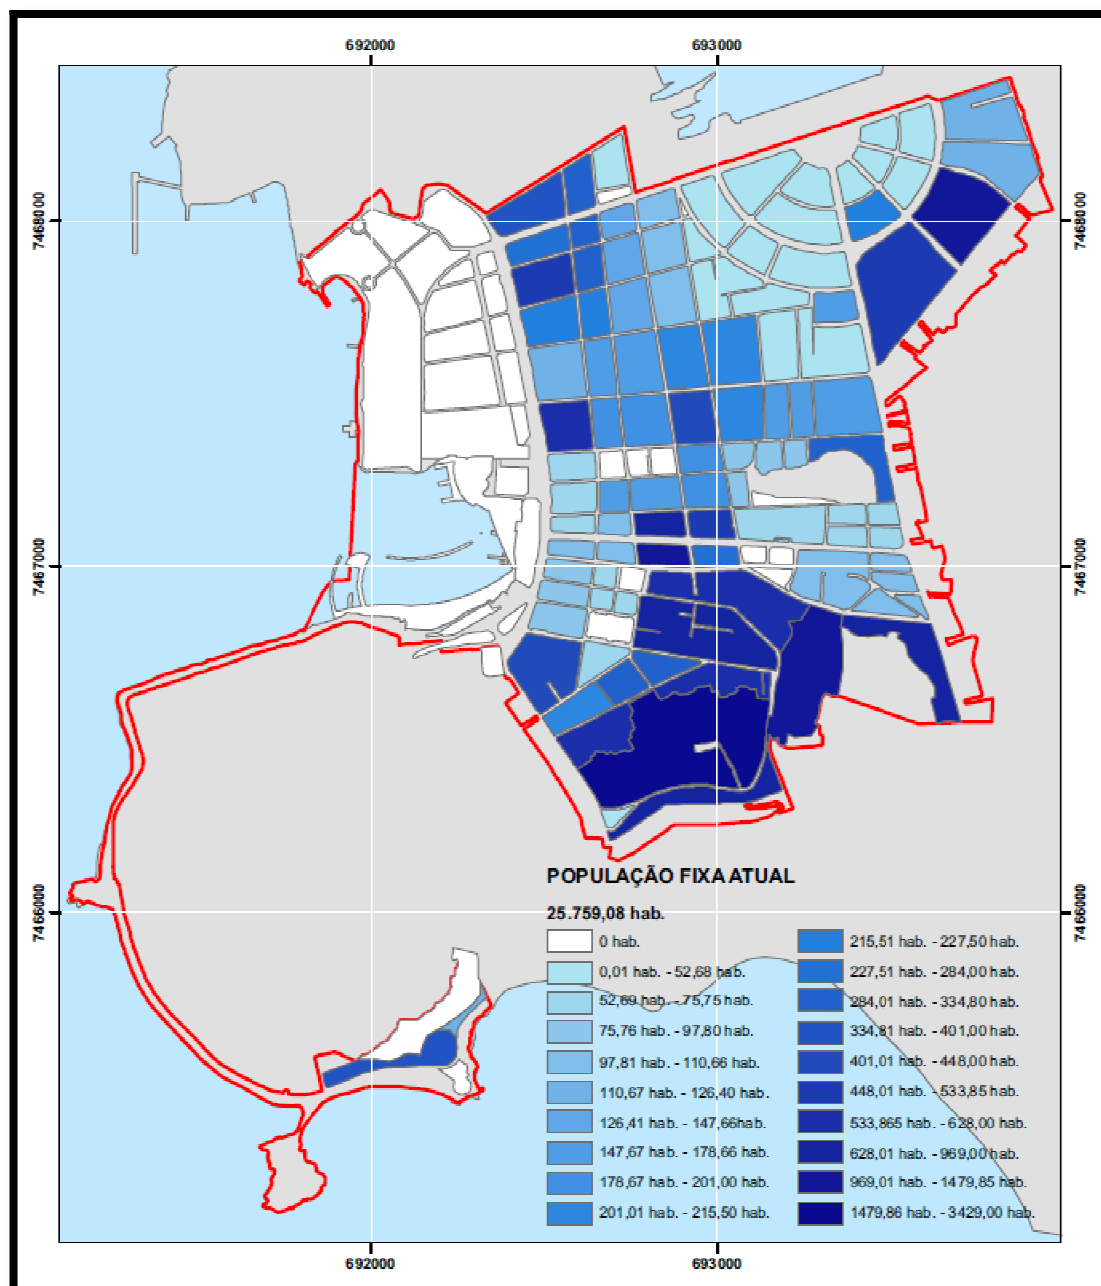 692000 693000
7468000 7468000
7467000 7467000
7466000 7466000
POPULAÇÃO FIXA ATUAL
25.759,08 hab.
0 hab.
0,01 hab. - 52,68 hab.
52,69 hab. - 75,75 hab.
75,76 hab. - 97,80 hab.
97,81 hab. - 110,66 hab.
110,67 hab. - 126,40 hab.
126,41 hab. - 147,66hab.
147,67 hab. - 178,66 hab.
178,67 hab. - 201,00 hab.
201,01 hab. - 215,50 hab.
215,51 hab. - 227,50 hab.
227,51 hab. - 284,00 hab.
284,01 hab. - 334,80 hab.
334,81 hab. - 401,00 hab.
401,01 hab. - 448,00 hab.
448,01 hab. - 533,85 hab.
533,865 hab. - 628,00 hab.
628,01 hab. - 969,00 hab.
969,01 hab. - 1479,85 hab.
1479,86 hab. - 3429,00 hab.
692000 693000